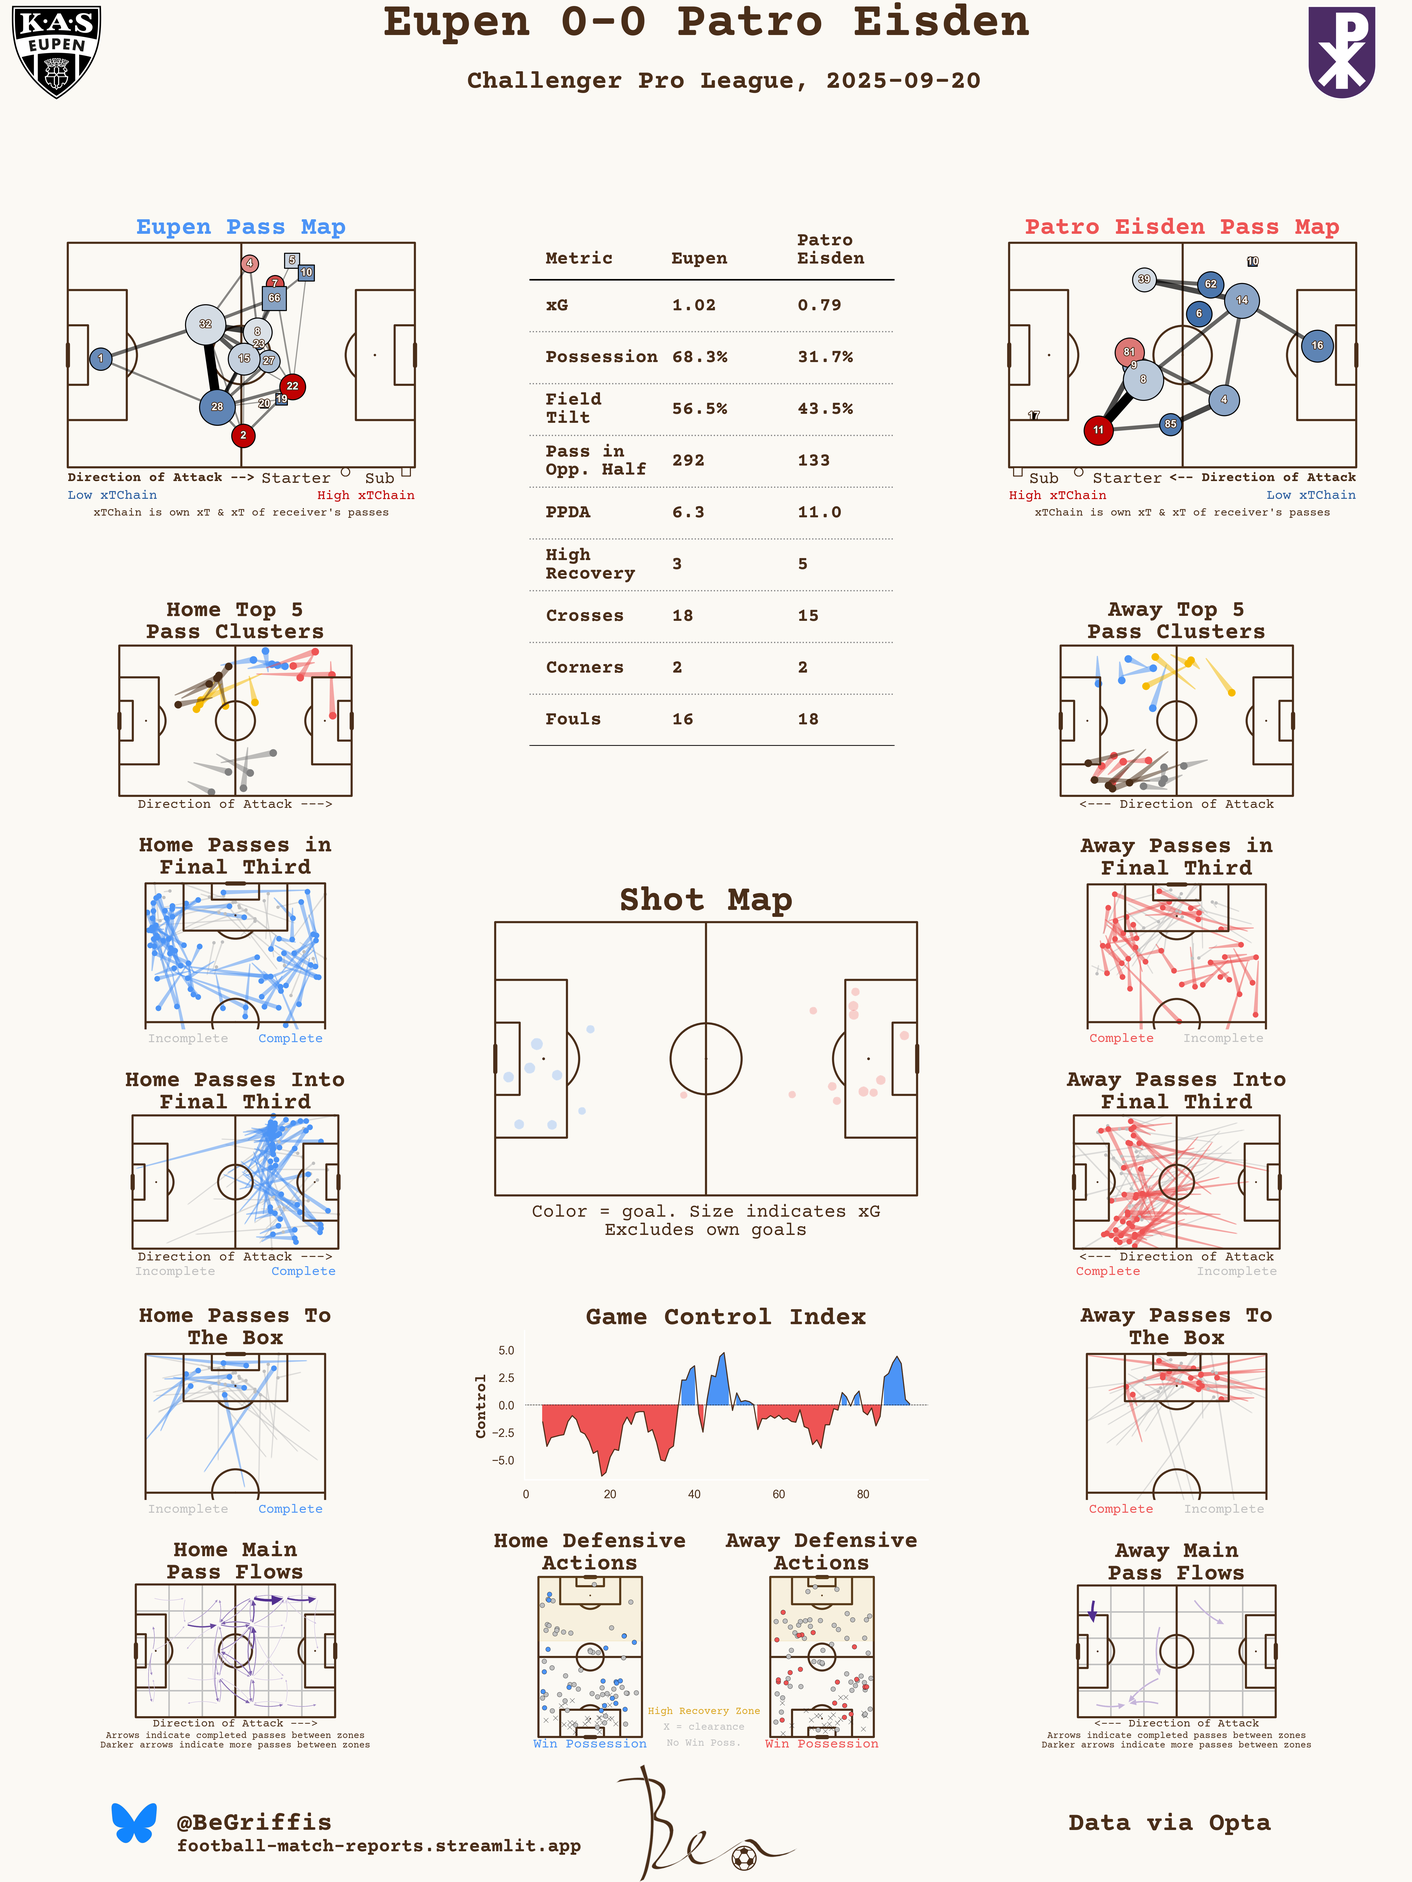 Eupen 0-0 Patro Eisden
Challenger Pro League, 2025-09-20
K·A·S
EUPEN
P
Eupen Pass Map
4
5
10
7
66
32
8
23
15
27
1
22
19
20
28
2
Direction of Attack --> Starter Sub
Low xTChain High xTChain
xTChain is own xT & xT of receiver's passes
Metric Eupen Patro Eisden
xG 1.02 0.79
Possession 68.3% 31.7%
Field Tilt 56.5% 43.5%
Pass in Opp. Half 292 133
PPDA 6.3 11.0
High Recovery 3 5
Crosses 18 15
Corners 2 2
Fouls 16 18
Patro Eisden Pass Map
10
39
62
14
6
16
81
9
8
4
17
11
85
Sub Starter <-- Direction of Attack
High xTChain Low xTChain
xTChain is own xT & xT of receiver's passes
Home Top 5
Pass Clusters
Direction of Attack --->
Away Top 5
Pass Clusters
<--- Direction of Attack
Home Passes in
Final Third
Incomplete Complete
Away Passes in
Final Third
Complete Incomplete
Shot Map
Color = goal. Size indicates xG
Excludes own goals
Home Passes Into
Final Third
Direction of Attack --->
Incomplete Complete
Away Passes Into
Final Third
<--- Direction of Attack
Complete Incomplete
Home Passes To
The Box
Incomplete Complete
Game Control Index
Control
5.0
2.5
0.0
−2.5
−5.0
0 20 40 60 80
Away Passes To
The Box
Complete Incomplete
Home Main
Pass Flows
Direction of Attack --->
Arrows indicate completed passes between zones
Darker arrows indicate more passes between zones
Home Defensive
Actions
Win Possession
Away Defensive
Actions
Win Possession
High Recovery Zone
X = clearance
No Win Poss.
Away Main
Pass Flows
<--- Direction of Attack
Arrows indicate completed passes between zones
Darker arrows indicate more passes between zones
@BeGriffis
football-match-reports.streamlit.app
Ben
Data via Opta